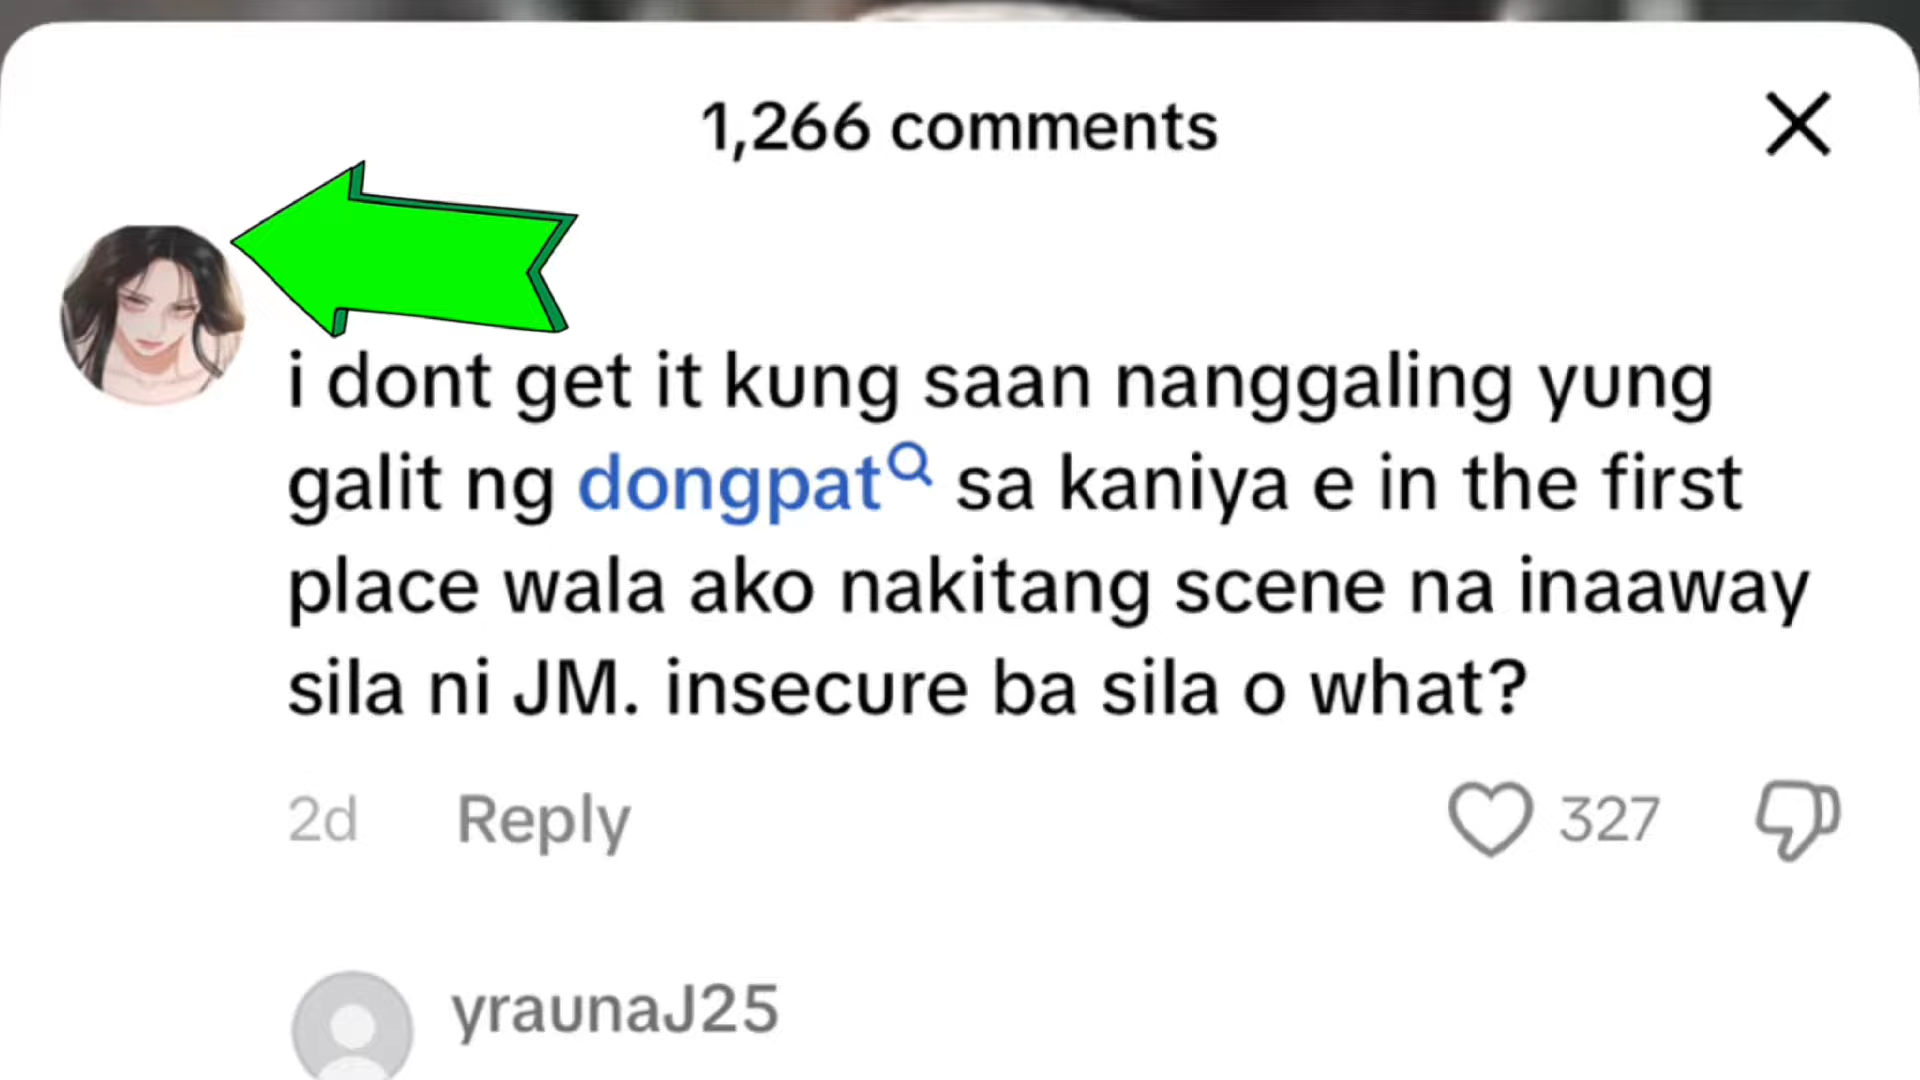 1,266 comments
i dont get it kung saan nanggaling yung
galit ng dongpat sa kaniya e in the first
place wala ako nakitang scene na inaaway
sila ni JM. insecure ba sila o what?
2d Reply 327
yraunaJ25